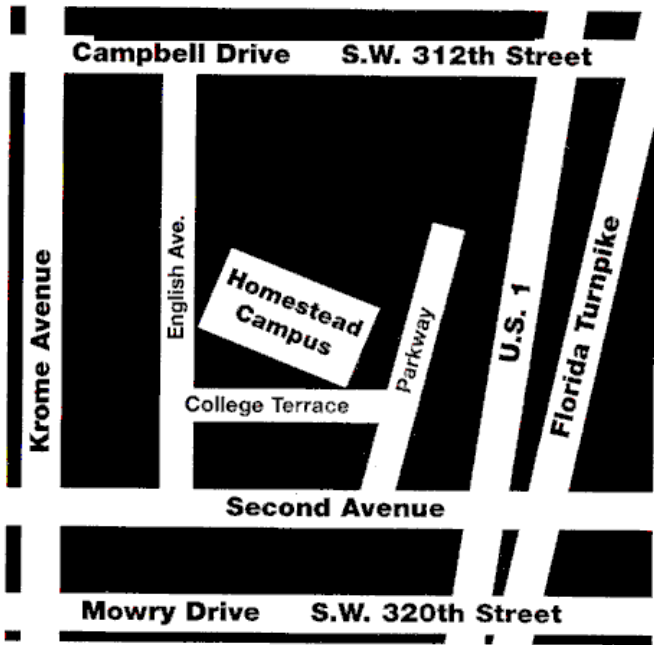 Campbell Drive S.W. 312th Street
Krome Avenue
English Ave.
Homestead
Campus
Parkway
U.S. 1
Florida Turnpike
College Terrace
Second Avenue
Mowry Drive S.W. 320th Street